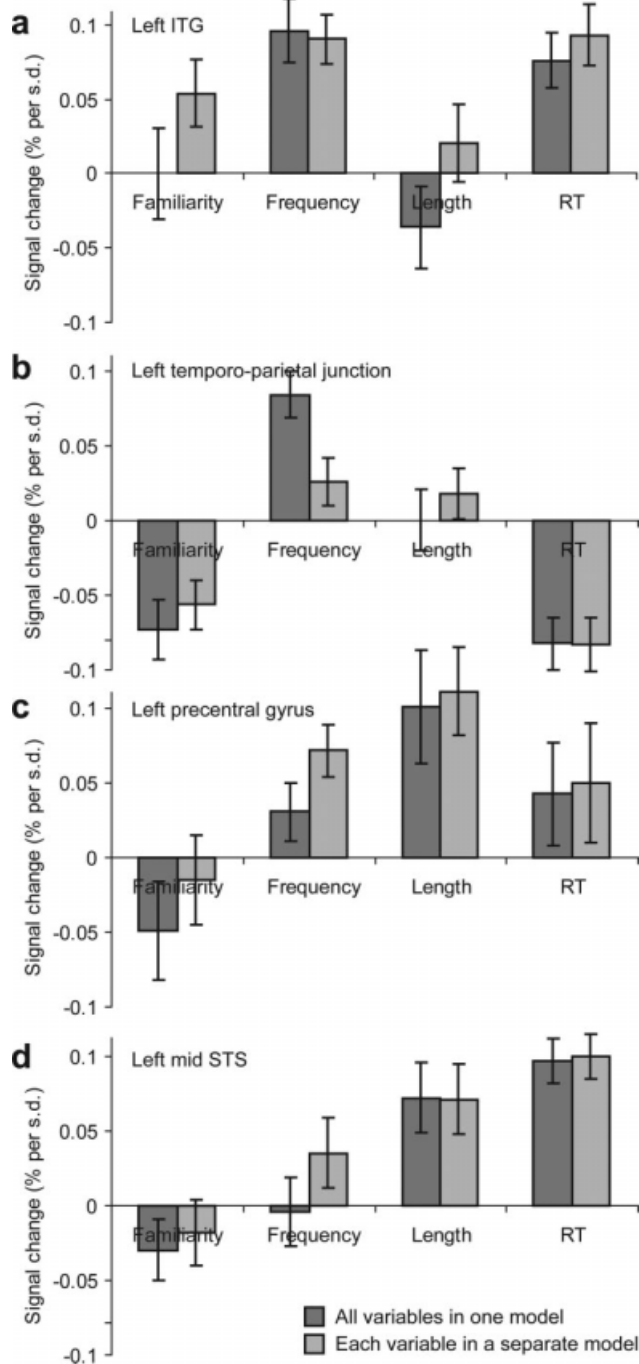 a
Left ITG
Signal change (% per s.d.)
0.1
0.05
0
-0.05
-0.1
Familiarity
Frequency
Length
RT
b
Left temporo-parietal junction
Signal change (% per s.d.)
0.1
0.05
0
-0.05
-0.1
Familiarity
Frequency
Length
RT
c
Left precentral gyrus
Signal change (% per s.d.)
0.1
0.05
0
-0.05
-0.1
Familiarity
Frequency
Length
RT
d
Left mid STS
Signal change (% per s.d.)
0.1
0.05
0
-0.05
-0.1
Familiarity
Frequency
Length
RT
All variables in one model
Each variable in a separate model